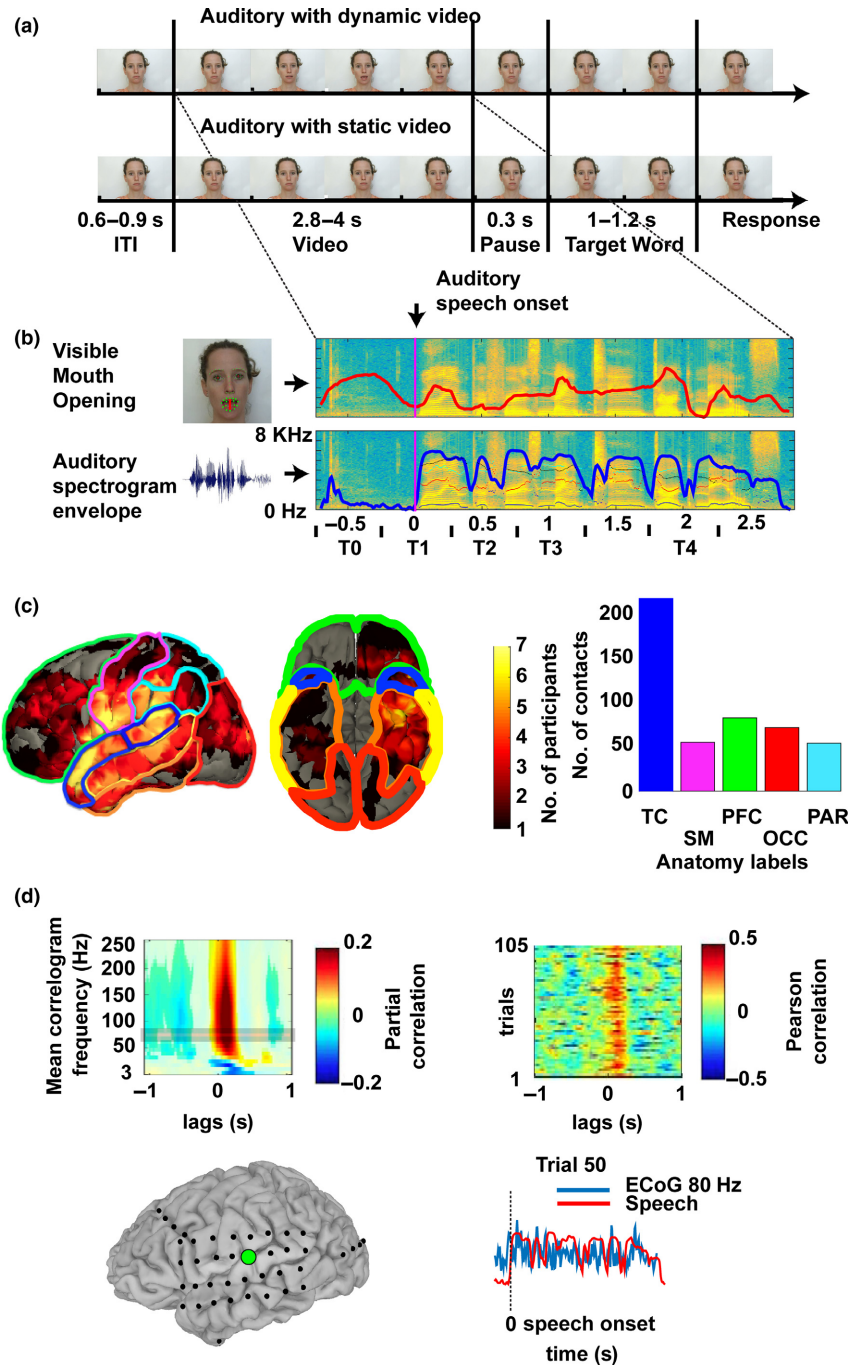 (a)
Auditory with dynamic video
Auditory with static video
0.6–0.9 s
2.8–4 s
0.3 s
1–1.2 s
Response
ITI
Video
Pause
Target Word
Auditory
speech onset
(b)
Visible
Mouth
Opening
8 KHz
Auditory
spectrogram
envelope
0 Hz
–0.5 0 0.5 1 1.5 2 2.5
T0 T1 T2 T3 T4
(c)
7
6
5
4
3
2
1
No. of participants
No. of contacts
200
150
100
50
0
TC
PFC
PAR
SM
OCC
Anatomy labels
(d)
Mean correlogram
frequency (Hz)
250
200
150
100
50
3
–1 0 1
lags (s)
0.2
0
–0.2
Partial
correlation
105
trials
1
–1 0 1
lags (s)
0.5
0
–0.5
Pearson
correlation
Trial 50
ECoG 80 Hz
Speech
0 speech onset
time (s)